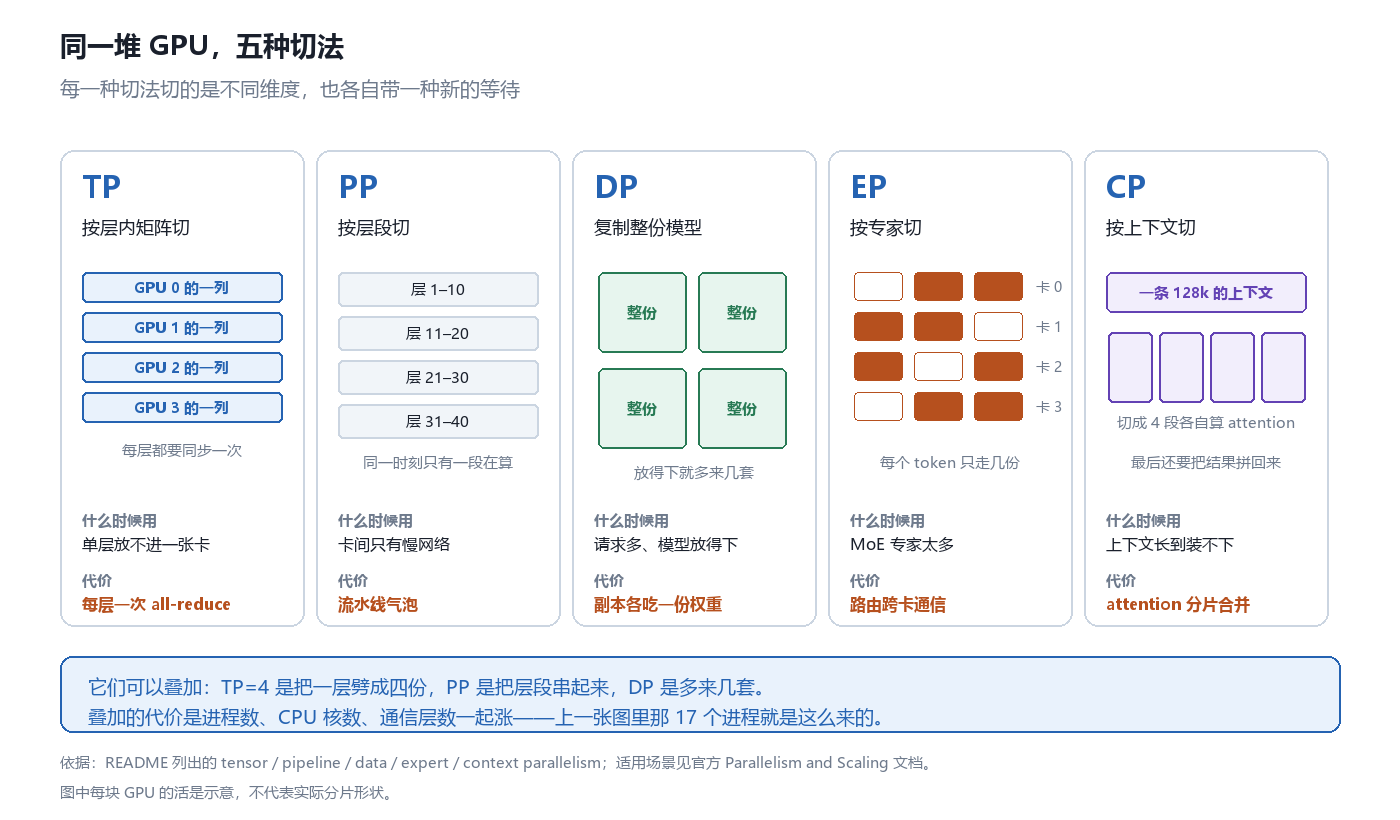 同一堆 GPU，五种切法
每一种切法切的是不同维度，也各自带一种新的等待
TP
按层内矩阵切
GPU 0 的一列
GPU 1 的一列
GPU 2 的一列
GPU 3 的一列
每层都要同步一次
什么时候用
单层放不进一张卡
代价
每层一次 all-reduce
PP
按层段切
层 1–10
层 11–20
层 21–30
层 31–40
同一时刻只有一段在算
什么时候用
卡间只有慢网络
代价
流水线气泡
DP
复制整份模型
整份
整份
整份
整份
放得下就多来几套
什么时候用
请求多、模型放得下
代价
副本各吃一份权重
EP
按专家切
卡 0
卡 1
卡 2
卡 3
每个 token 只走几份
什么时候用
MoE 专家太多
代价
路由跨卡通信
CP
按上下文切
一条 128k 的上下文
切成 4 段各自算 attention
最后还要把结果拼回来
什么时候用
上下文长到装不下
代价
attention 分片合并
它们可以叠加：TP=4 是把一层劈成四份，PP 是把层段串起来，DP 是多来几套。
叠加的代价是进程数、CPU 核数、通信层数一起涨——上一张图里那 17 个进程就是这么来的。
依据：README 列出的 tensor / pipeline / data / expert / context parallelism；适用场景见官方 Parallelism and Scaling 文档。
图中每块 GPU 的活是示意，不代表实际分片形状。